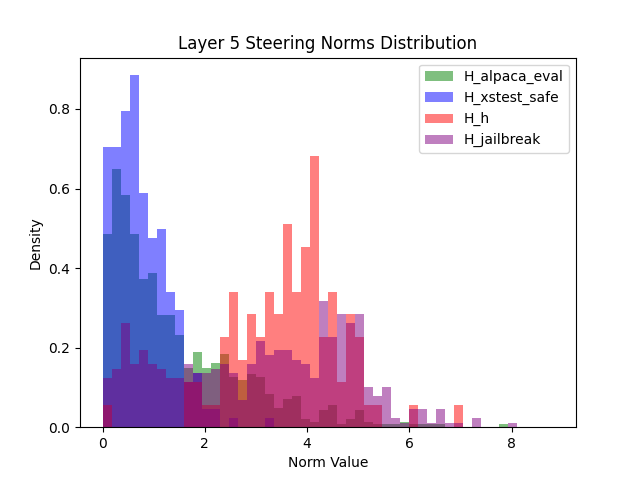 Layer 5 Steering Norms Distribution
H_alpaca_eval
H_xstest_safe
H_h
H_jailbreak
Density
0.8
0.6
0.4
0.2
0.0
0 2 4 6 8
Norm Value